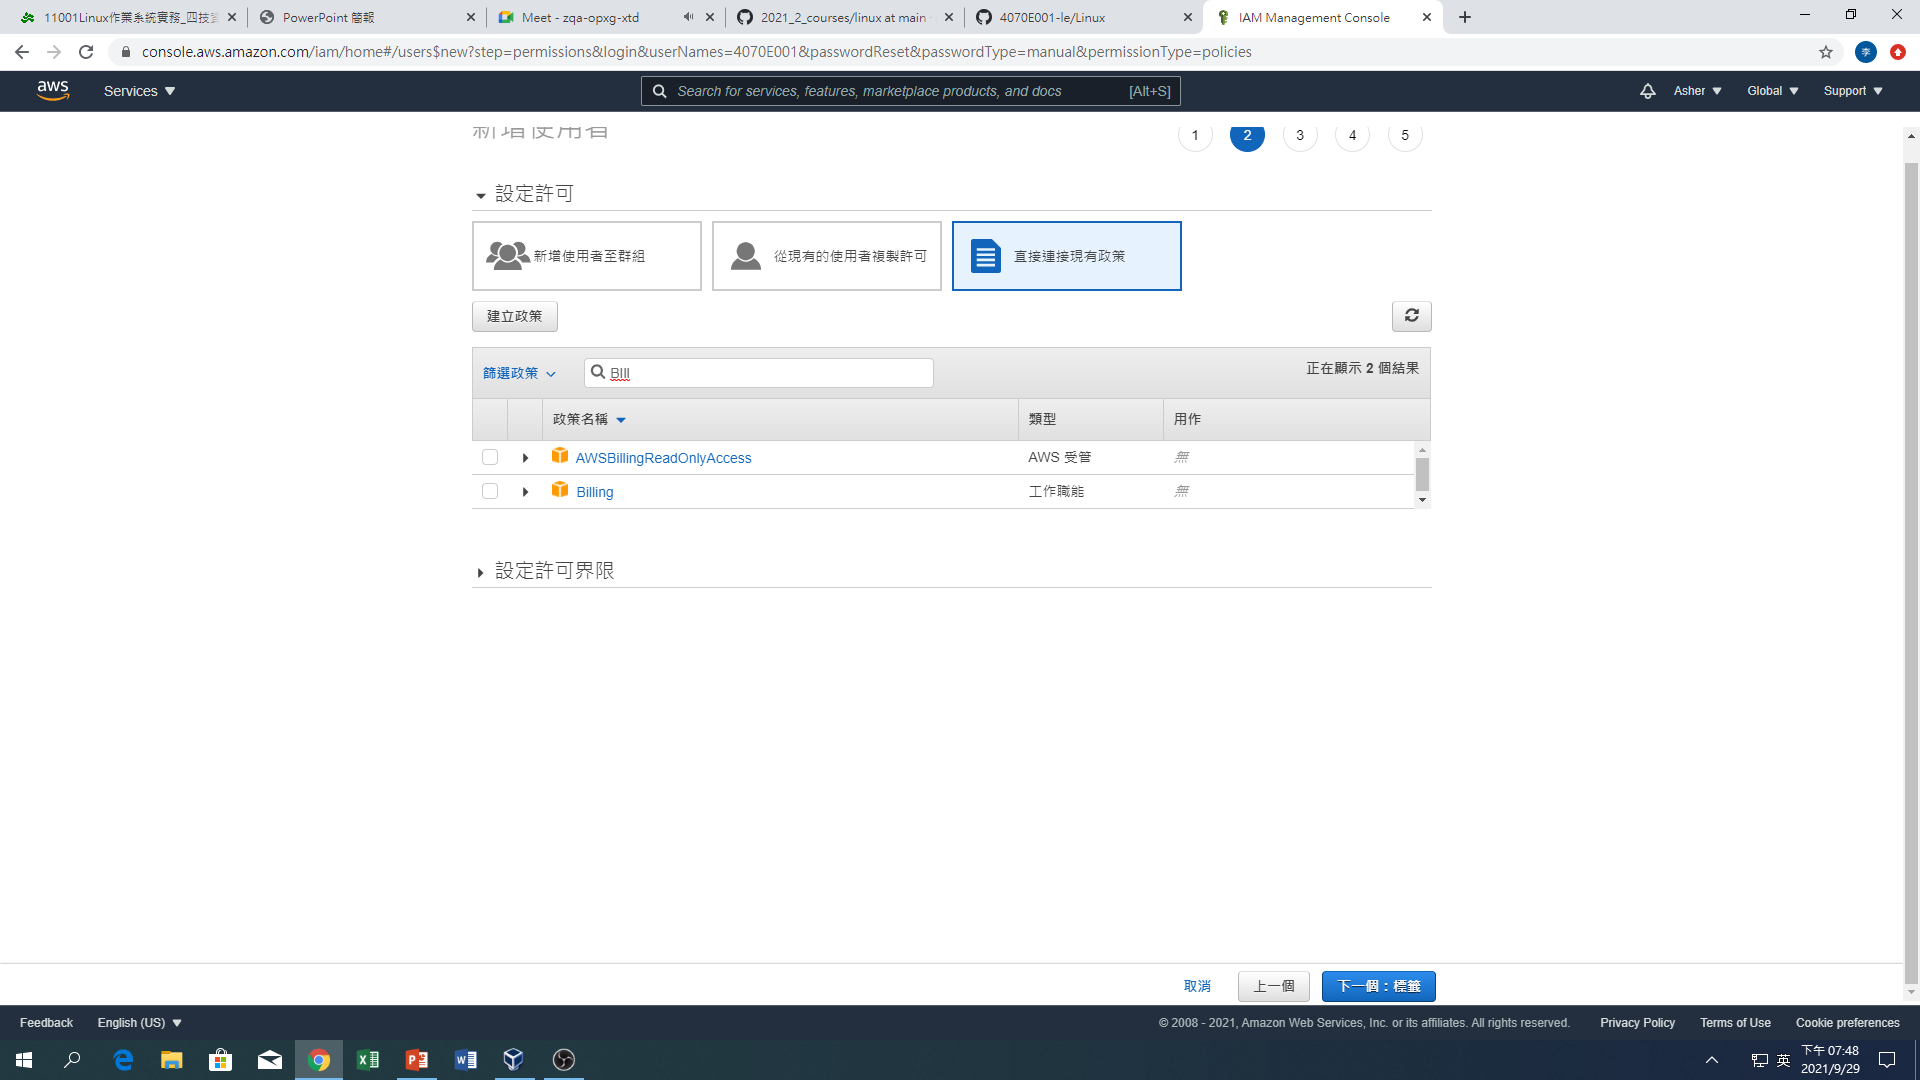 11001Linux作業系統實務_四技資
PowerPoint 簡報
Meet - zqa-opxg-xtd
2021_2_courses/linux at main
4070E001-le/Linux
IAM Management Console
console.aws.amazon.com/iam/home#/users$new?step=permissions&login&userNames=4070E001&passwordReset&passwordType=manual&permissionType=policies
李
aws
Services
Search for services, features, marketplace products, and docs
[Alt+S]
Asher
Global
Support
新增使用者
1
2
3
4
5
設定許可
新增使用者至群組
從現有的使用者複製許可
直接連接現有政策
建立政策
篩選政策
BIll
正在顯示 2 個結果
政策名稱
類型
用作
AWSBillingReadOnlyAccess
AWS 受管
無
Billing
工作職能
無
設定許可界限
取消
上一個
下一個：標籤
Feedback
English (US)
© 2008 - 2021, Amazon Web Services, Inc. or its affiliates. All rights reserved.
Privacy Policy
Terms of Use
Cookie preferences
英
下午 07:48
2021/9/29